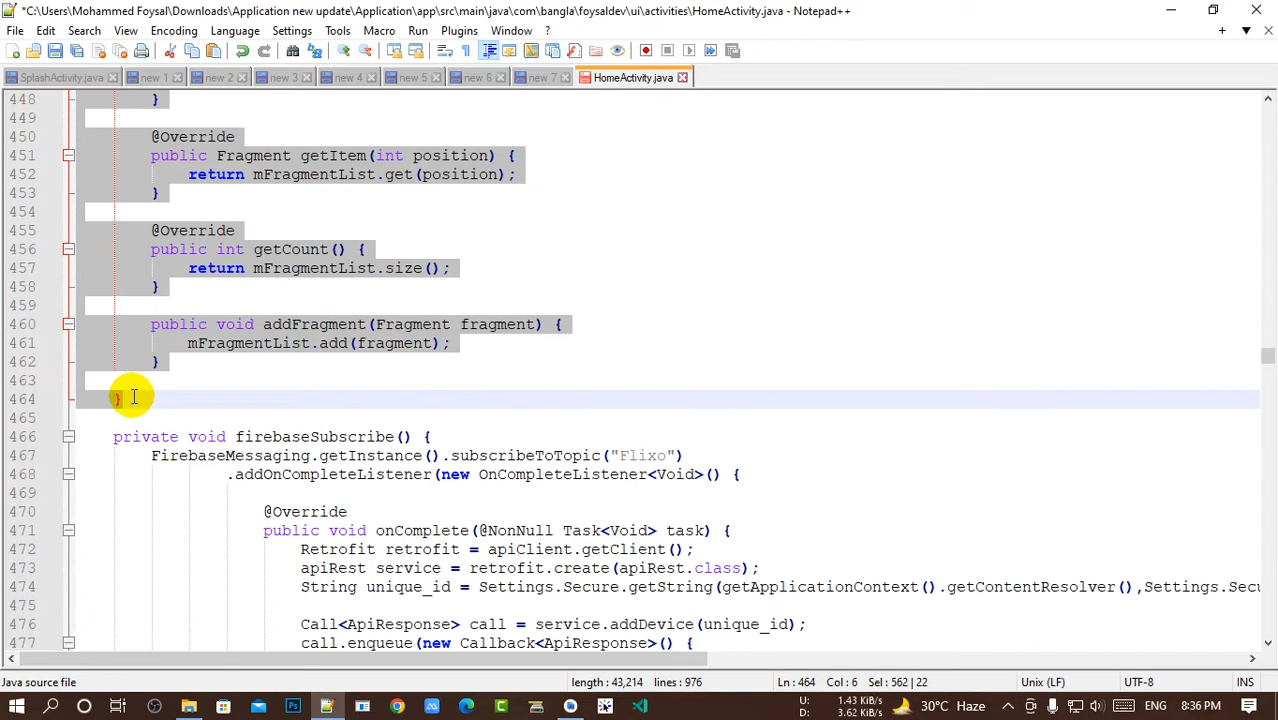 *C:\Users\Mohammed Foysal\Downloads\Application new update\Application\app\src\main\java\com\bangla\foysaldev\ui\activities\HomeActivity.java - Notepad++
File Edit Search View Encoding Language Settings Tools Macro Run Plugins Window ?
SplashActivity.java new 1 new 2 new 3 new 4 new 5 new 6 new 7 HomeActivity.java
448 }
449
450 @Override
451 public Fragment getItem(int position) {
452 return mFragmentList.get(position);
453 }
454
455 @Override
456 public int getCount() {
457 return mFragmentList.size();
458 }
459
460 public void addFragment(Fragment fragment) {
461 mFragmentList.add(fragment);
462 }
463
464 }
465
466 private void firebaseSubscribe() {
467 FirebaseMessaging.getInstance().subscribeToTopic("Flixo")
468 .addOnCompleteListener(new OnCompleteListener<Void>() {
469
470 @Override
471 public void onComplete(@NonNull Task<Void> task) {
472 Retrofit retrofit = apiClient.getClient();
473 apiRest service = retrofit.create(apiRest.class);
474 String unique_id = Settings.Secure.getString(getApplicationContext().getContentResolver(),Settings.Secu
475
476 Call<ApiResponse> call = service.addDevice(unique_id);
477 call.enqueue(new Callback<ApiResponse>() {
Java source file length : 43,214 lines : 976 Ln : 464 Col : 6 Sel : 562 | 22 Unix (LF) UTF-8 INS
U: 1.43 KiB/s
D: 3.62 KiB/s
30°C Haze ENG 8:36 PM